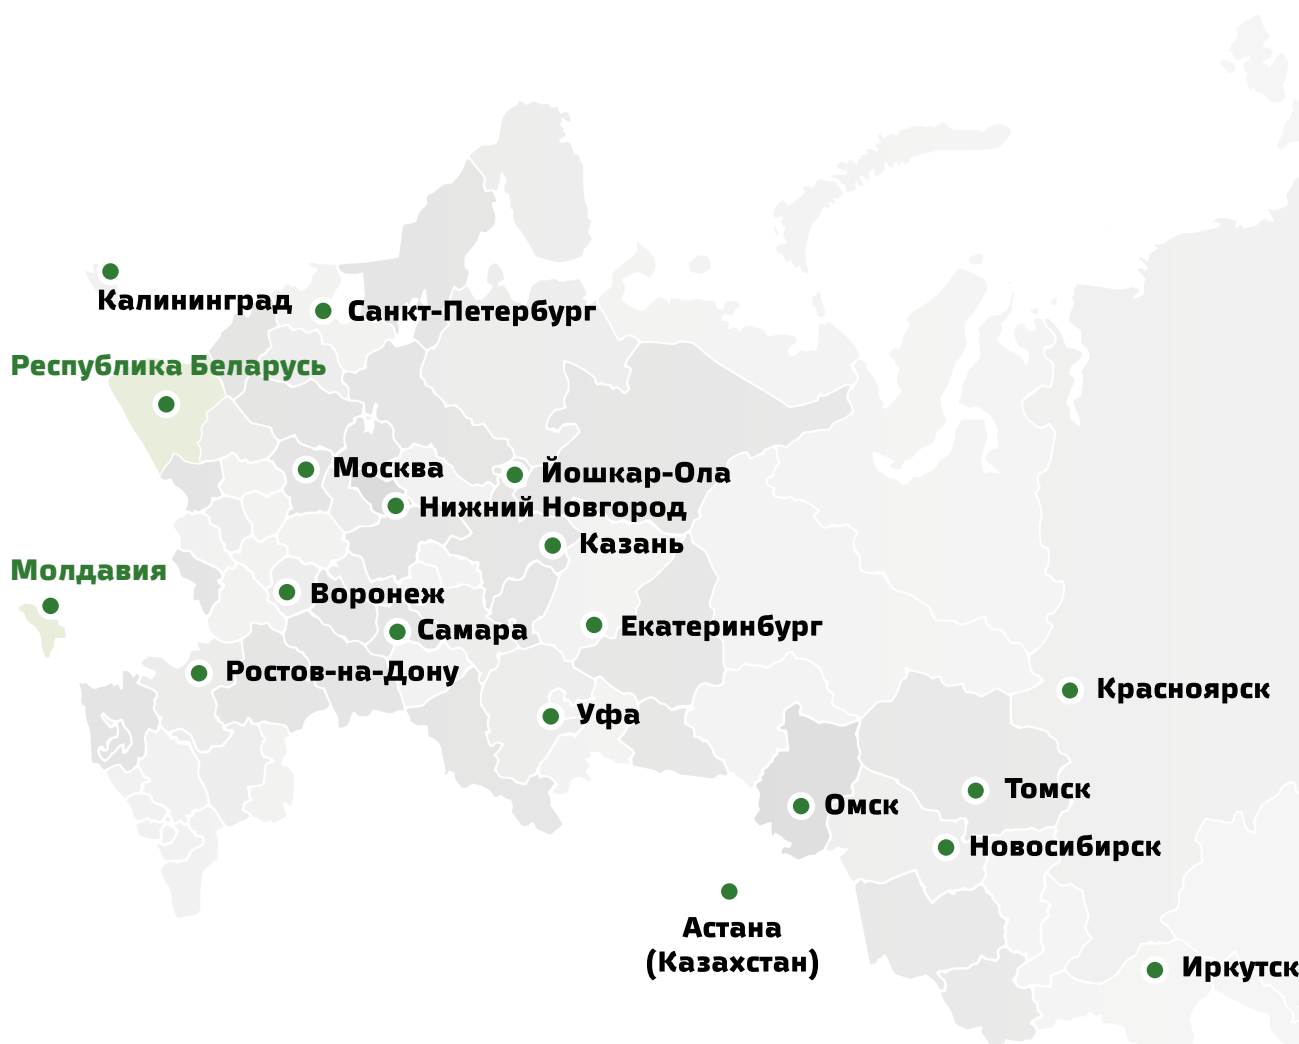 Калининград
Санкт-Петербург
Республика Беларусь
Москва
Йошкар-Ола
Нижний Новгород
Казань
Молдавия
Воронеж
Самара
Екатеринбург
Ростов-на-Дону
Красноярск
Уфа
Томск
Омск
Новосибирск
Астана
(Казахстан)
Иркутск